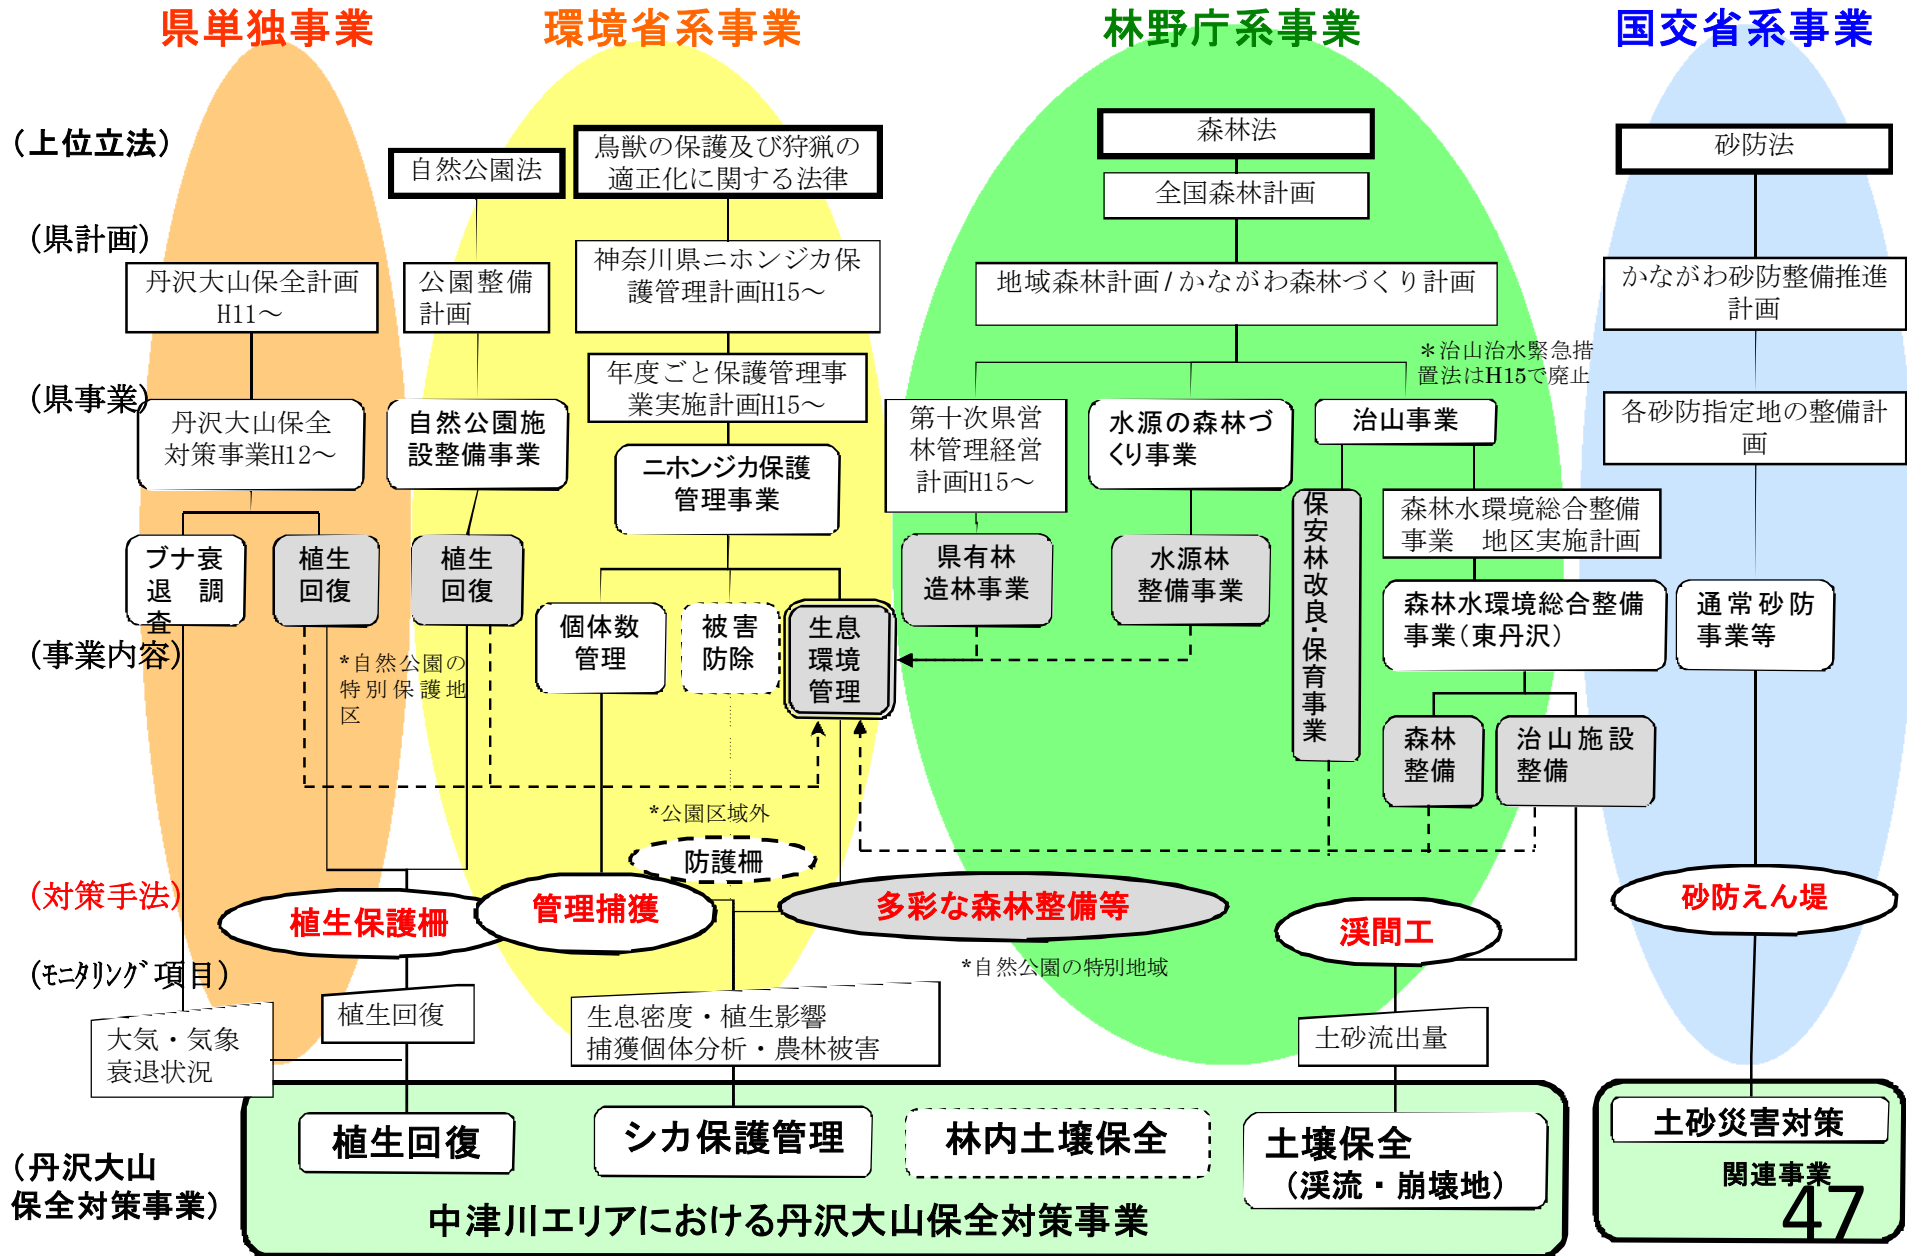 県単独事業
環境省系事業
林野庁系事業
国交省系事業
(上位立法)
自然公園法
鳥獣の保護及び狩猟の
適正化に関する法律
森林法
全国森林計画
砂防法
(県計画)
丹沢大山保全計画
H11～
公園整備
計画
神奈川県ニホンジカ保
護管理計画H15～
地域森林計画/かながわ森林づくり計画
かながわ砂防整備推進
計画
＊治山治水緊急措
置法はH15で廃止
(県事業)
丹沢大山保全
対策事業H12～
自然公園施
設整備事業
年度ごと保護管理事
業実施計画H15～
ニホンジカ保護
管理事業
第十次県営
林管理経営
計画H15～
水源の森林づ
くり事業
治山事業
各砂防指定地の整備計
画
森林水環境総合整備
事業　地区実施計画
(事業内容)
ブナ衰
退　調
査
植生
回復
植生
回復
個体数
管理
被害
防除
生息
環境
管理
県有林
造林事業
水源林
整備事業
保安林改良・保育事業
森林水環境総合整備
事業(東丹沢)
通常砂防
事業等
森林
整備
治山施設
整備
*自然公園の
特別保護地
区
*公園区域外
防護柵
(対策手法)
植生保護柵
管理捕獲
多彩な森林整備等
渓間工
砂防えん堤
*自然公園の特別地域
(ﾓﾆﾀﾘﾝｸﾞ項目)
大気・気象
衰退状況
植生回復
生息密度・植生影響
捕獲個体分析・農林被害
土砂流出量
(丹沢大山
保全対策事業)
植生回復
シカ保護管理
林内土壌保全
土壌保全
(渓流・崩壊地)
中津川エリアにおける丹沢大山保全対策事業
土砂災害対策
関連事業
47